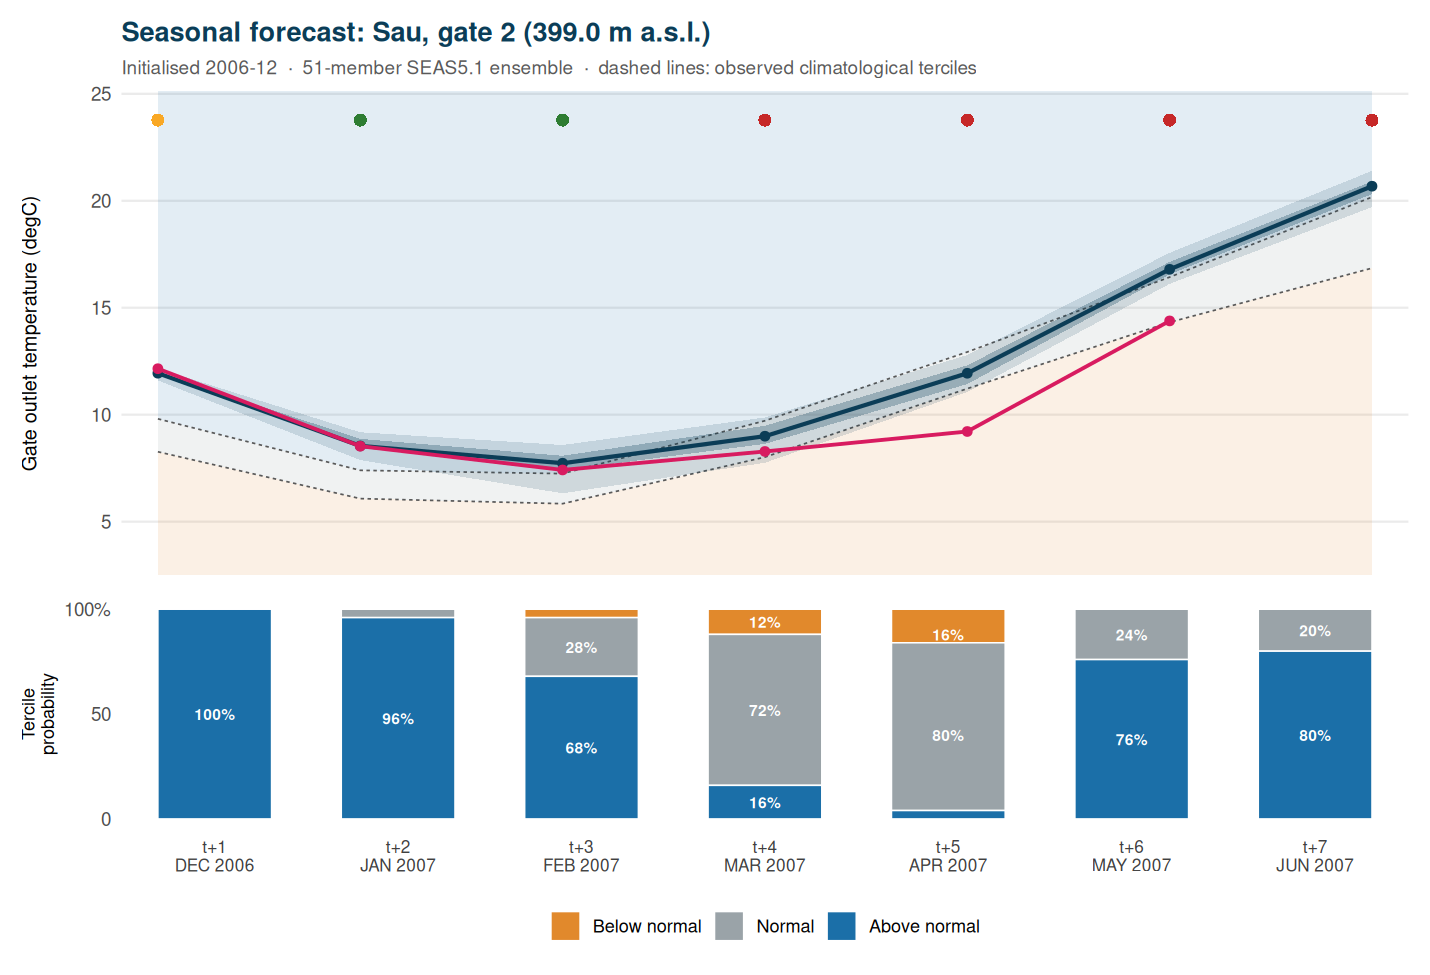 Seasonal forecast: Sau, gate 2 (399.0 m a.s.l.)
Initialised 2006-12 · 51-member SEAS5.1 ensemble · dashed lines: observed climatological terciles
Gate outlet temperature (degC)
25
20
15
10
5
Tercile
probability
100%
50
0
100%
96%
28%
68%
12%
72%
16%
16%
80%
24%
76%
20%
80%
t+1
DEC 2006
t+2
JAN 2007
t+3
FEB 2007
t+4
MAR 2007
t+5
APR 2007
t+6
MAY 2007
t+7
JUN 2007
Below normal
Normal
Above normal